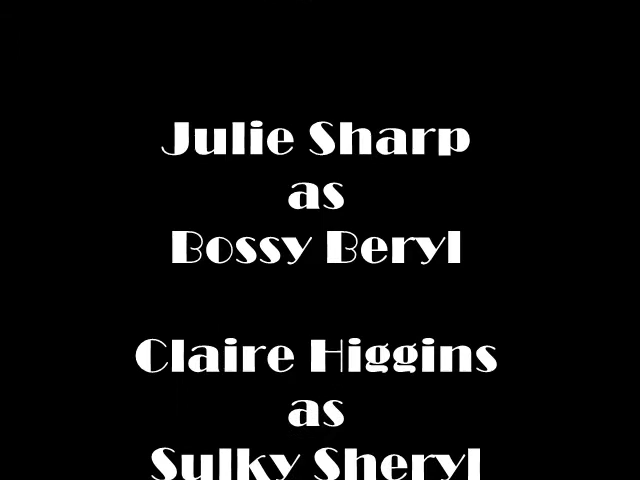 Julie Sharp
as
Bossy Beryl
Claire Higgins
as
Sulky Sheryl